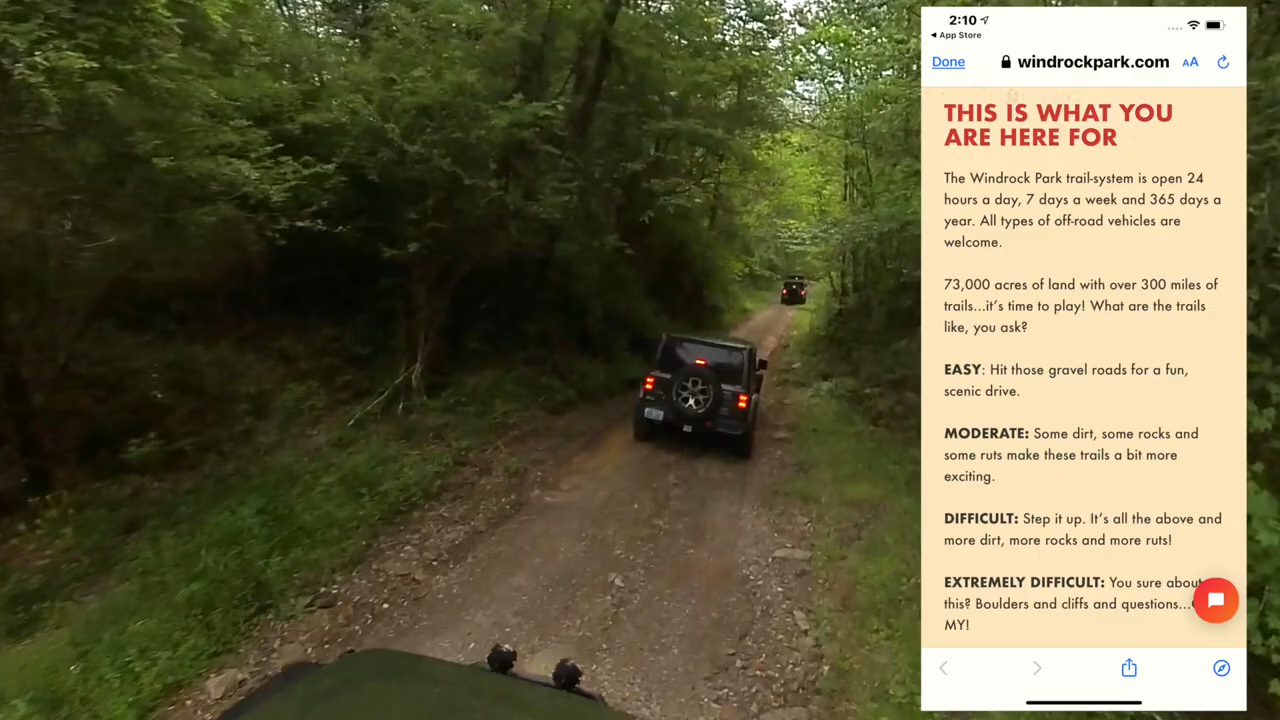 2:10
App Store
Done
windrockpark.com
AA
THIS IS WHAT YOU
ARE HERE FOR
The Windrock Park trail-system is open 24
hours a day, 7 days a week and 365 days a
year. All types of off-road vehicles are
welcome.
73,000 acres of land with over 300 miles of
trails...it's time to play! What are the trails
like, you ask?
EASY: Hit those gravel roads for a fun,
scenic drive.
MODERATE: Some dirt, some rocks and
some ruts make these trails a bit more
exciting.
DIFFICULT: Step it up. It's all the above and
more dirt, more rocks and more ruts!
EXTREMELY DIFFICULT: You sure about
this? Boulders and cliffs and questions...
MY!